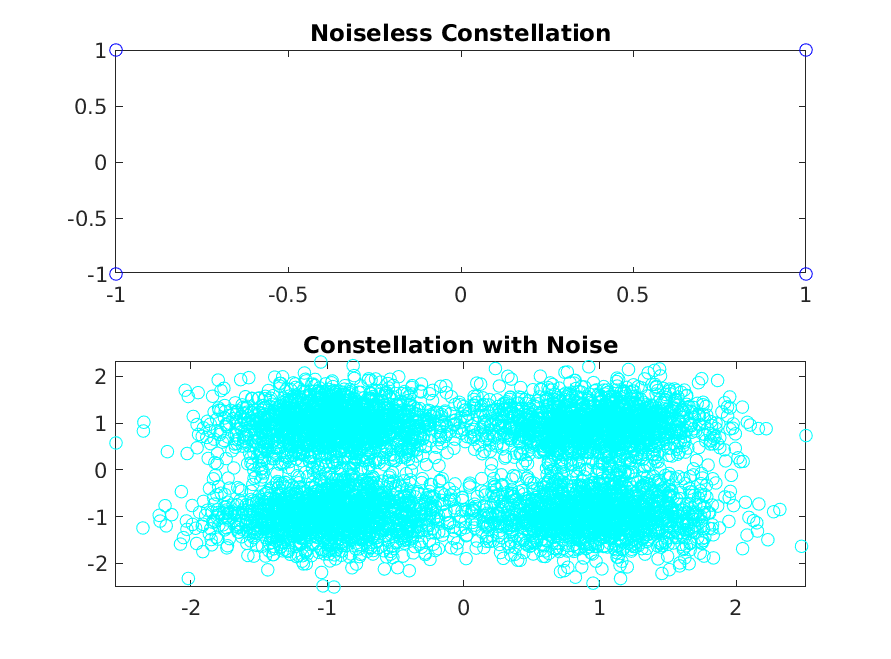 Noiseless Constellation
1
0.5
0
-0.5
-1
-1 -0.5 0 0.5 1
Constellation with Noise
2
1
0
-1
-2
-2 -1 0 1 2